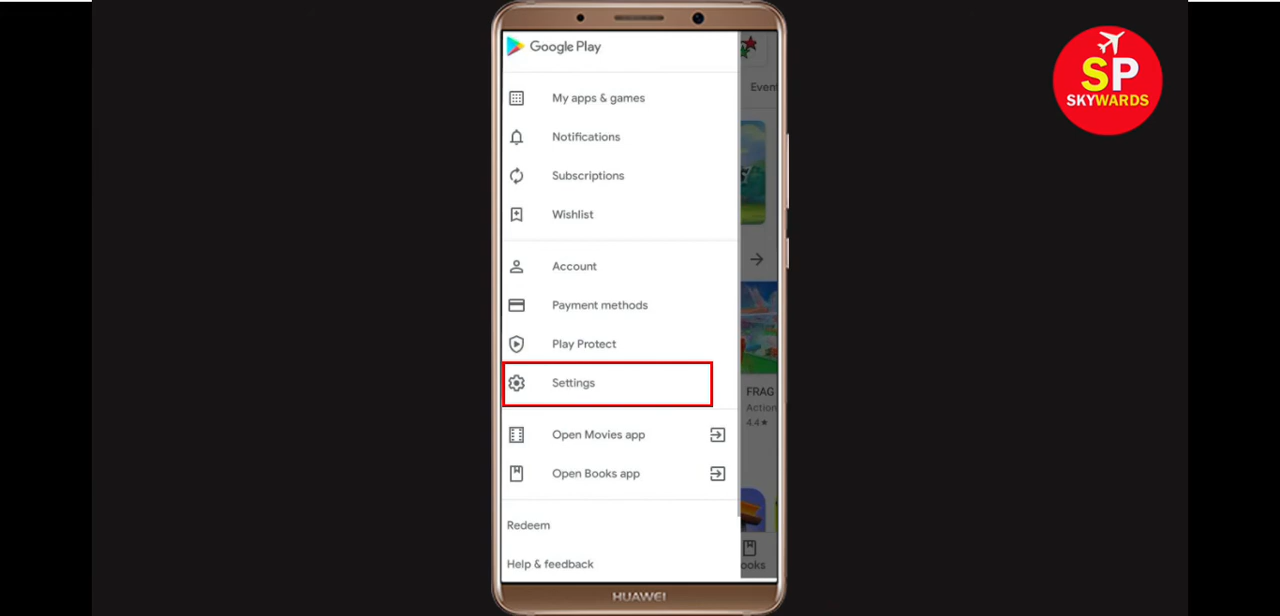 Google Play
SP
SKYWARDS
Even
My apps & games
Notifications
Subscriptions
Wishlist
Account
Payment methods
Play Protect
Settings
FRAG
Action
4.4★
Open Movies app
Open Books app
Redeem
ooks
Help & feedback
HUAWEI